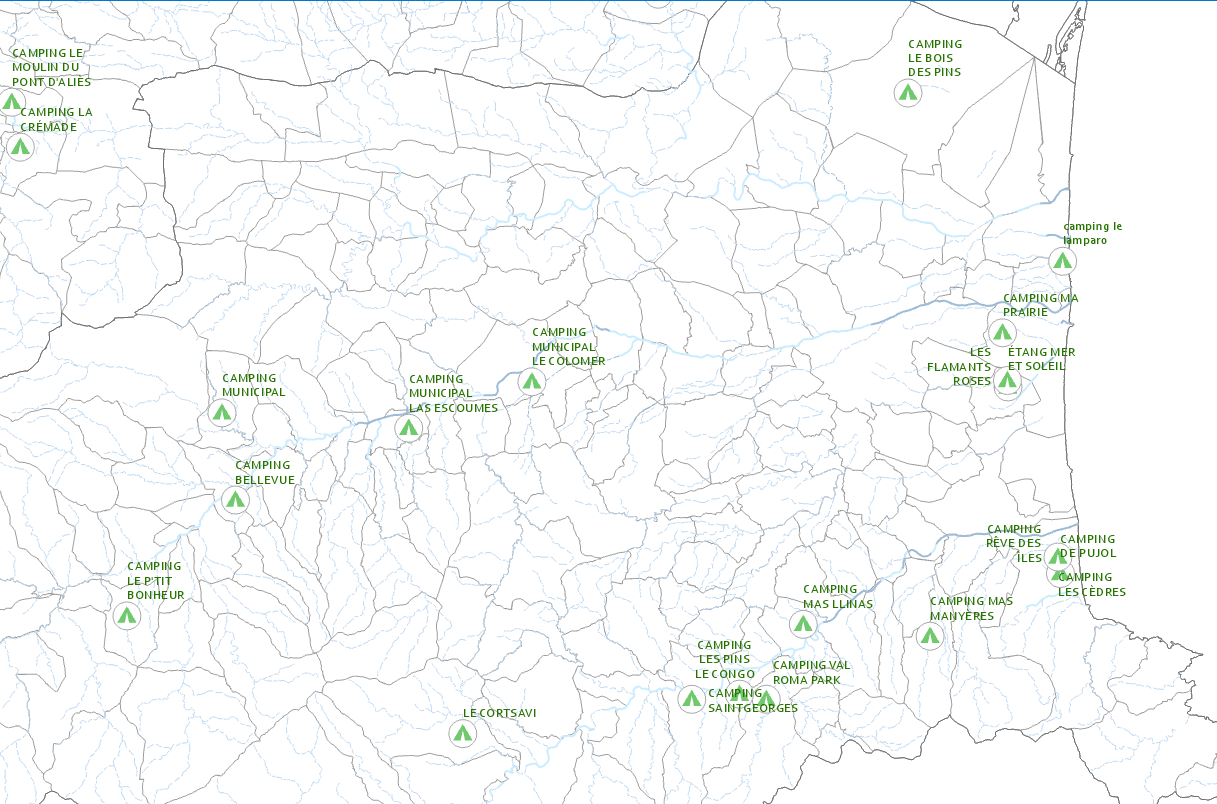 CAMPING LE
MOULIN DU
PONT D'ALIÈS
CAMPING LA
CRÉMADE
CAMPING
LE BOIS
DES PINS
camping le
lamparo
CAMPING MA
PRAIRIE
LES
FLAMANTS
ROSES
ÉTANG MER
ET SOLEIL
CAMPING
MUNICIPAL
LE COLOMER
CAMPING
MUNICIPAL
CAMPING
MUNICIPAL
LAS ESCOUMES
CAMPING
BELLEVUE
CAMPING
RÊVE DES
ÎLES
CAMPING
DE PUJOL
CAMPING
LES CÈDRES
CAMPING
LE P'TIT
BONHEUR
CAMPING
MAS LLINAS
CAMPING MAS
MANYÈRES
CAMPING
LES PINS
LE CONGO
CAMPING VAL
ROMA PARK
CAMPING
SAINTGEORGES
LE CORTSAVI